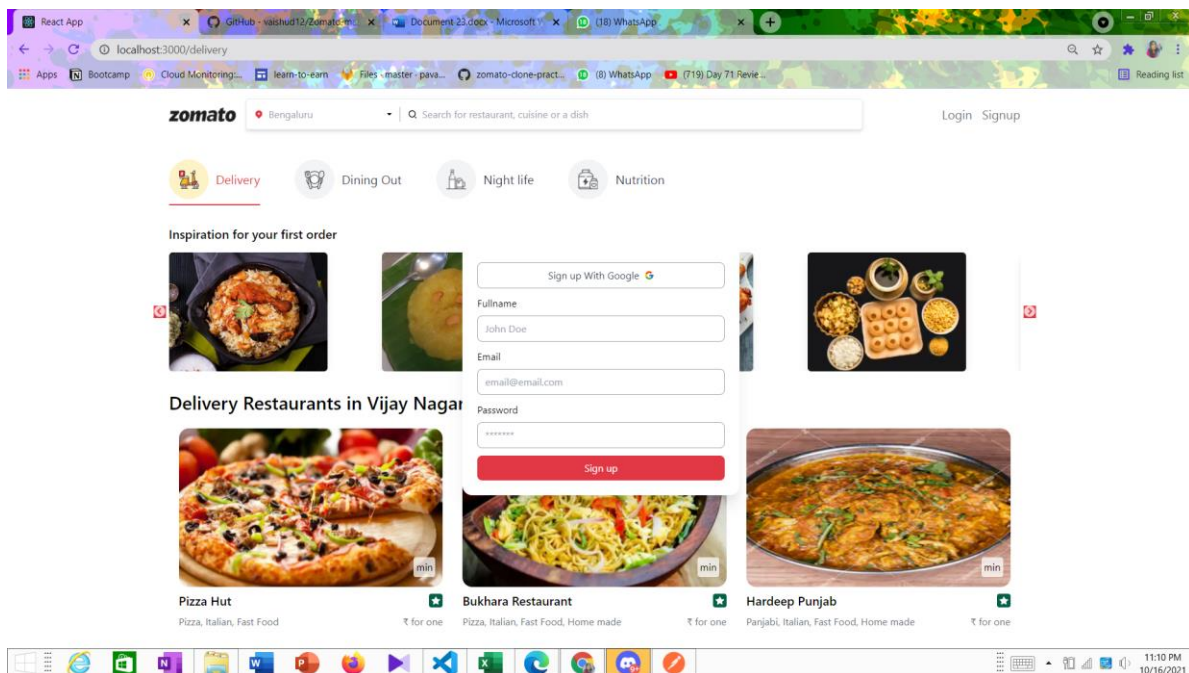 React App
GitHub - vaishud12/Zomato-m
Document 23.docx - Microsoft W
(18) WhatsApp
localhost:3000/delivery
Apps
Bootcamp
Cloud Monitoring:...
learn-to-earn
Files · master · pava...
zomato-clone-pract...
(8) WhatsApp
(719) Day 71 Revie...
Reading list
zomato
Bengaluru
Search for restaurant, cuisine or a dish
Login Signup
Delivery
Dining Out
Night life
Nutrition
Inspiration for your first order
Sign up With Google G
Fullname
John Doe
Email
email@email.com
Password
*******
Sign up
Delivery Restaurants in Vijay Nagar
min
min
min
Pizza Hut
Pizza, Italian, Fast Food
₹ for one
Bukhara Restaurant
Pizza, Italian, Fast Food, Home made
₹ for one
Hardeep Punjab
Panjabi, Italian, Fast Food, Home made
₹ for one
11:10 PM
10/16/2021